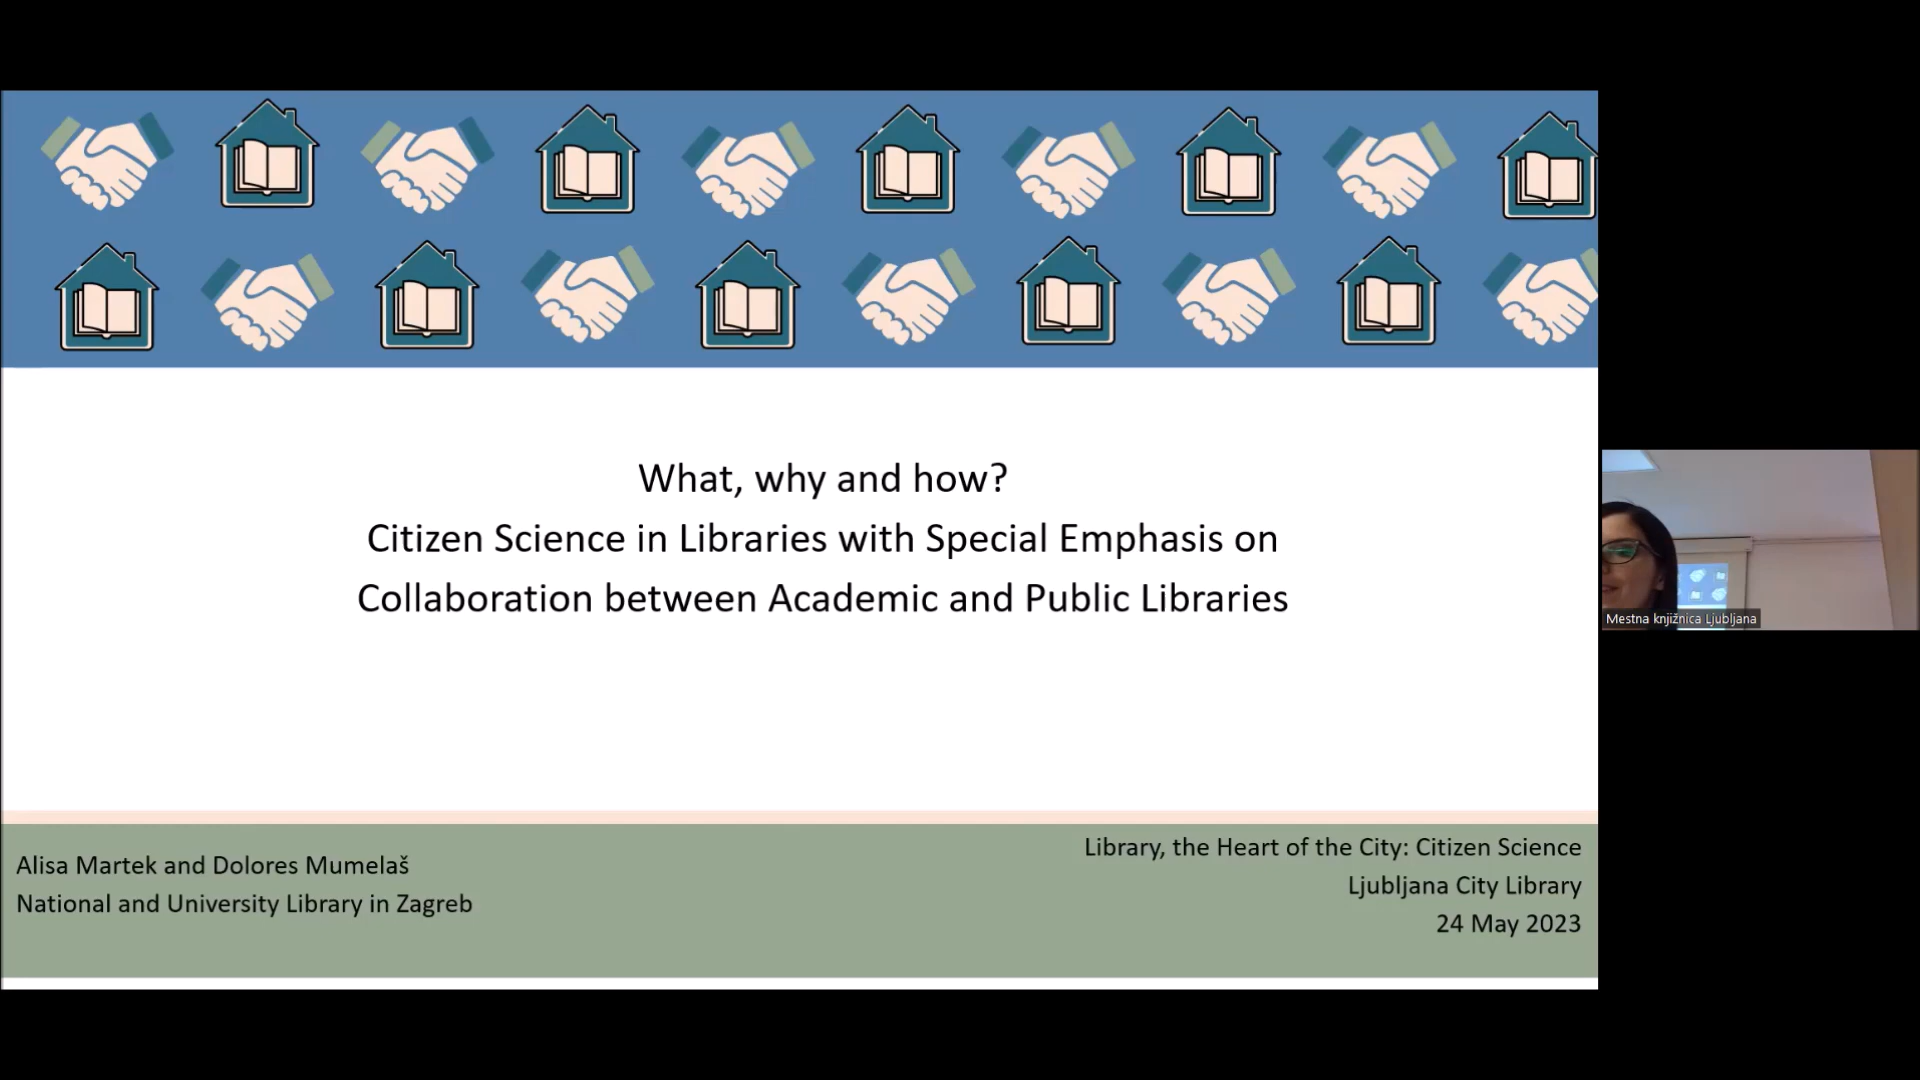 What, why and how?
Citizen Science in Libraries with Special Emphasis on
Collaboration between Academic and Public Libraries
Alisa Martek and Dolores Mumelaš
National and University Library in Zagreb
Library, the Heart of the City: Citizen Science
Ljubljana City Library
24 May 2023
Mestna knjižnica Ljubljana